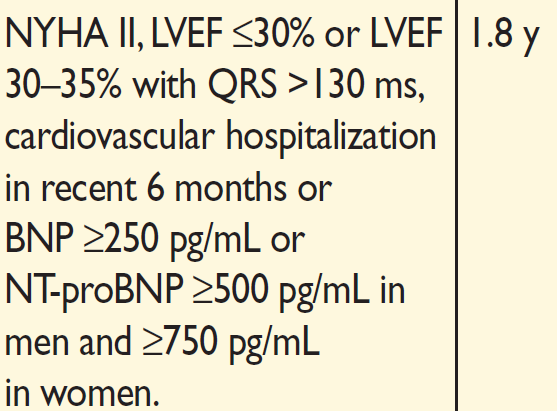 NYHA II, LVEF ≤30% or LVEF 1.8 y
30–35% with QRS >130 ms,
cardiovascular hospitalization
in recent 6 months or
BNP ≥250 pg/mL or
NT-proBNP ≥500 pg/mL in
men and ≥750 pg/mL
in women.